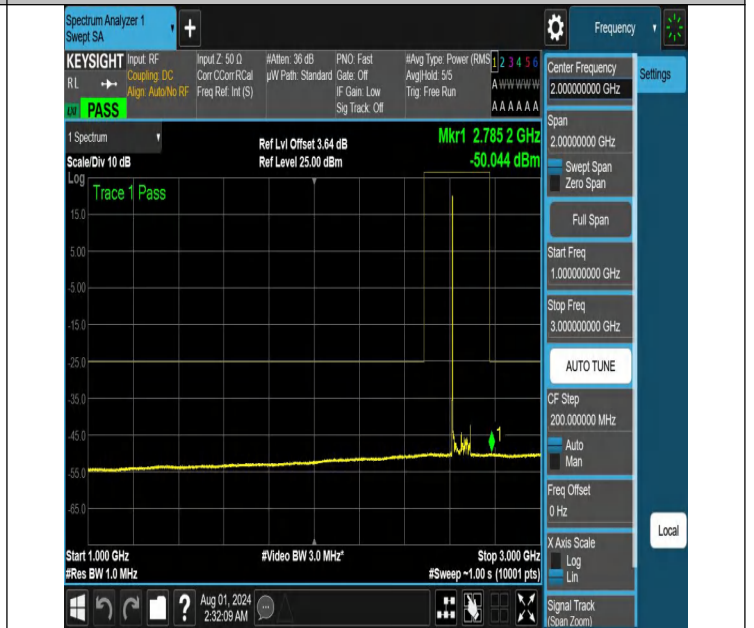 Spectrum Analyzer 1
Swept SA
+
Frequency
KEYSIGHT
RL
PASS
Input: RF
Coupling: DC
Align: Auto/No RF
Input Z: 50 Ω
Corr CCorr RCal
Freq Ref: Int (S)
#Atten: 36 dB
µW Path: Standard
PNO: Fast
Gate: Off
IF Gain: Low
Sig Track: Off
#Avg Type: Power (RMS
Avg|Hold: 5/5
Trig: Free Run
1 2 3 4 5 6
A W W W W W
A A A A A A
1 Spectrum
Scale/Div 10 dB
Ref Lvl Offset 3.64 dB
Ref Level 25.00 dBm
Mkr1 2.785 2 GHz
-50.044 dBm
Log
Trace 1 Pass
15.0
5.00
-5.00
-15.0
-25.0
-35.0
-45.0
-55.0
-65.0
1
Start 1.000 GHz
#Video BW 3.0 MHz*
Stop 3.000 GHz
#Res BW 1.0 MHz
#Sweep ~1.00 s (10001 pts)
Aug 01, 2024
2:32:09 AM
?
Center Frequency
2.000000000 GHz
Settings
Span
2.00000000 GHz
Swept Span
Zero Span
Full Span
Start Freq
1.000000000 GHz
Stop Freq
3.000000000 GHz
AUTO TUNE
CF Step
200.000000 MHz
Auto
Man
Freq Offset
0 Hz
Local
X Axis Scale
Log
Lin
Signal Track
(Span Zoom)